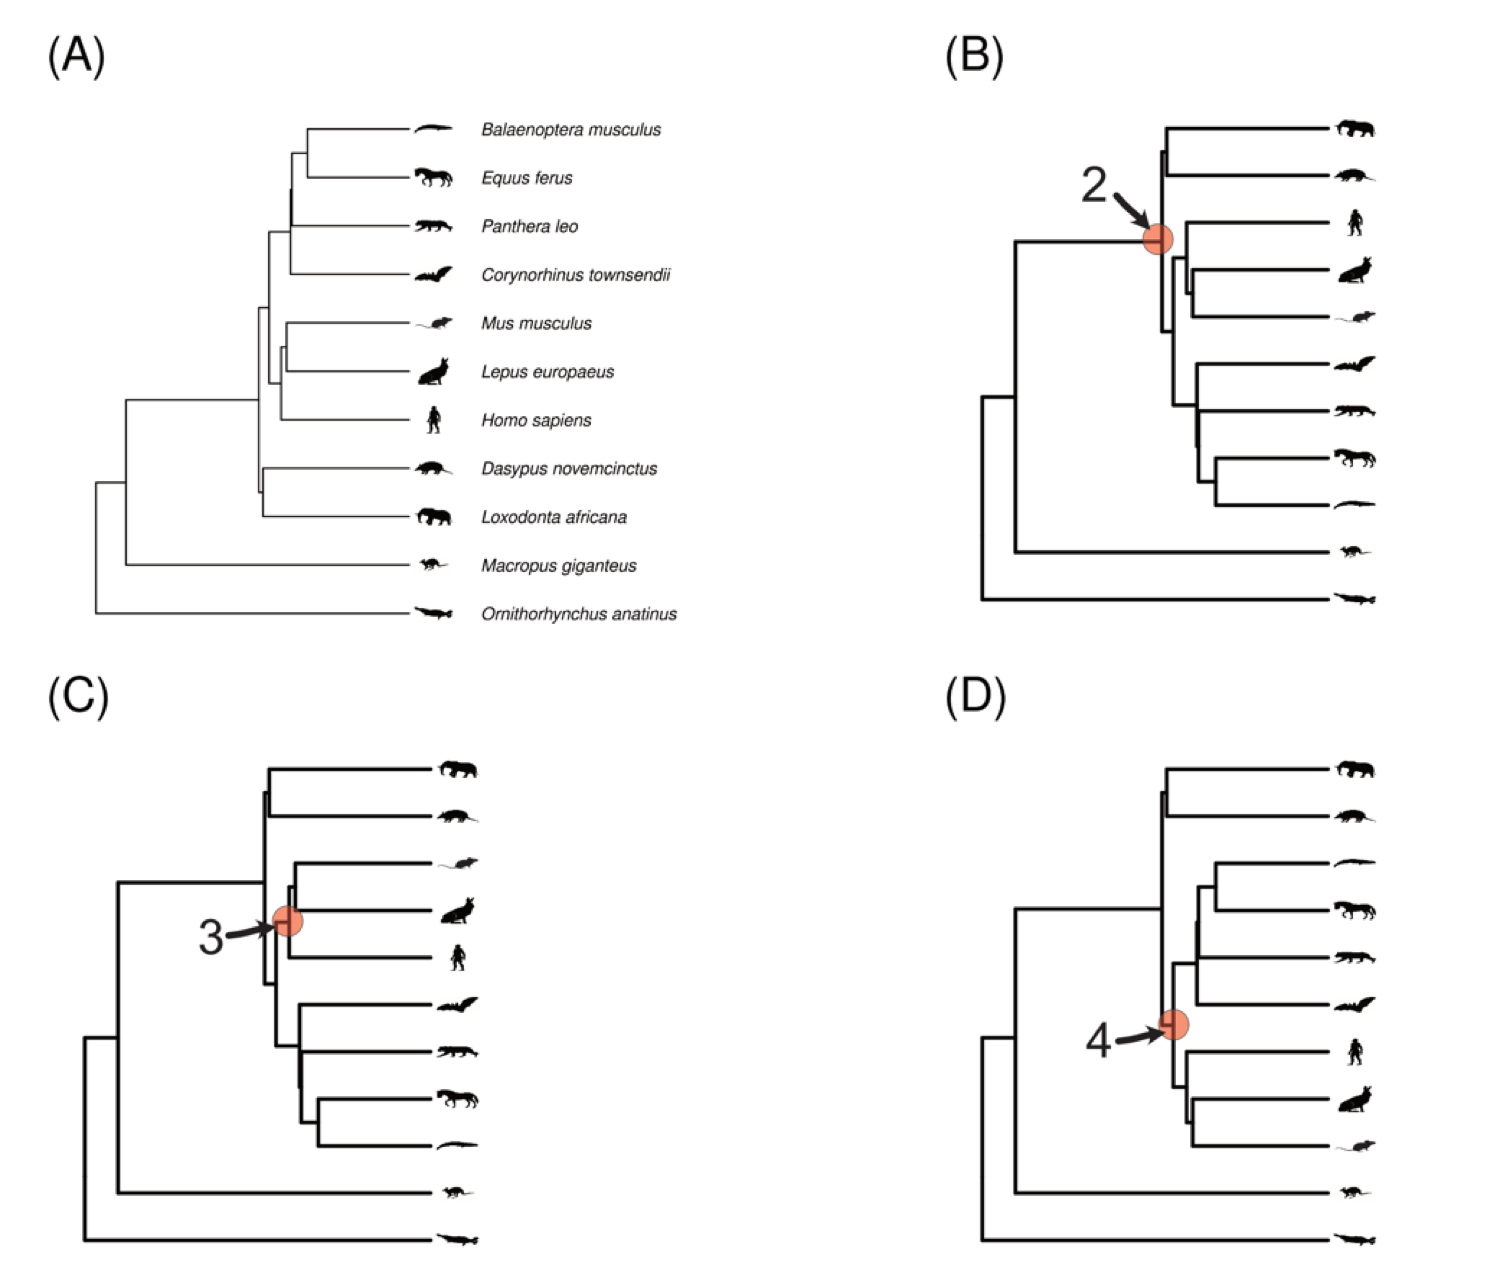 (A)
Balaenoptera musculus
Equus ferus
Panthera leo
Corynorhinus townsendii
Mus musculus
Lepus europaeus
Homo sapiens
Dasypus novemcinctus
Loxodonta africana
Macropus giganteus
Ornithorhynchus anatinus
(B)
2
(C)
3
(D)
4